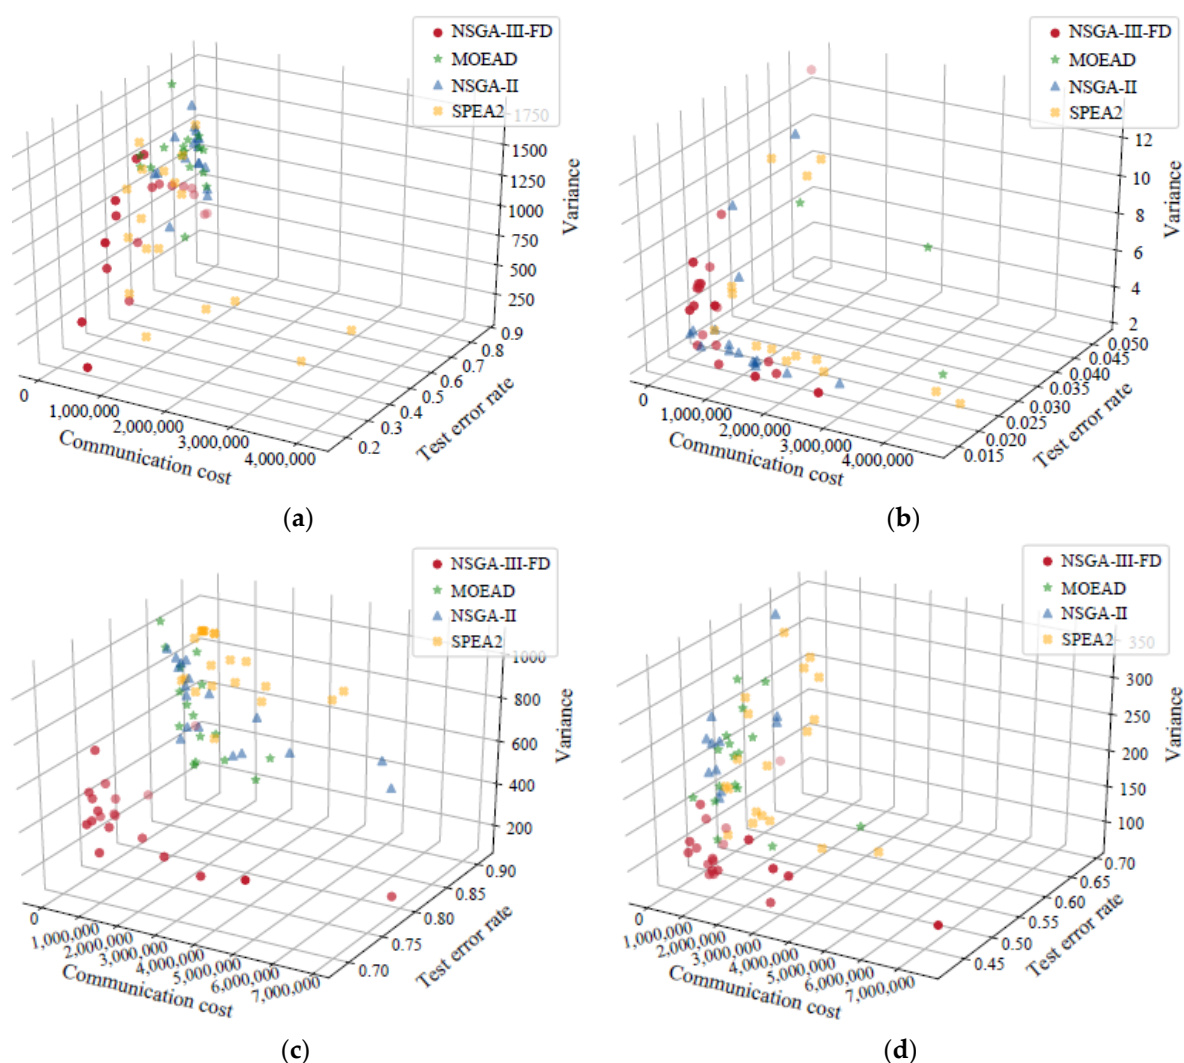 NSGA-III-FD
MOEAD
NSGA-II
SPEA2
1750
1500
1250
1000
750
500
250
Variance
0.9
0.8
0.7
0.6
0.5
0.4
0.3
0.2
Test error rate
0
1,000,000
2,000,000
3,000,000
4,000,000
Communication cost
(a)
NSGA-III-FD
MOEAD
NSGA-II
SPEA2
12
10
8
6
4
2
Variance
0.050
0.045
0.040
0.035
0.030
0.025
0.020
0.015
Test error rate
0
1,000,000
2,000,000
3,000,000
4,000,000
Communication cost
(b)
NSGA-III-FD
MOEAD
NSGA-II
SPEA2
1000
800
600
400
200
Variance
0.90
0.85
0.80
0.75
0.70
Test error rate
0
1,000,000
2,000,000
3,000,000
4,000,000
5,000,000
6,000,000
7,000,000
Communication cost
(c)
NSGA-III-FD
MOEAD
NSGA-II
SPEA2
350
300
250
200
150
100
Variance
0.70
0.65
0.60
0.55
0.50
0.45
Test error rate
0
1,000,000
2,000,000
3,000,000
4,000,000
5,000,000
6,000,000
7,000,000
Communication cost
(d)